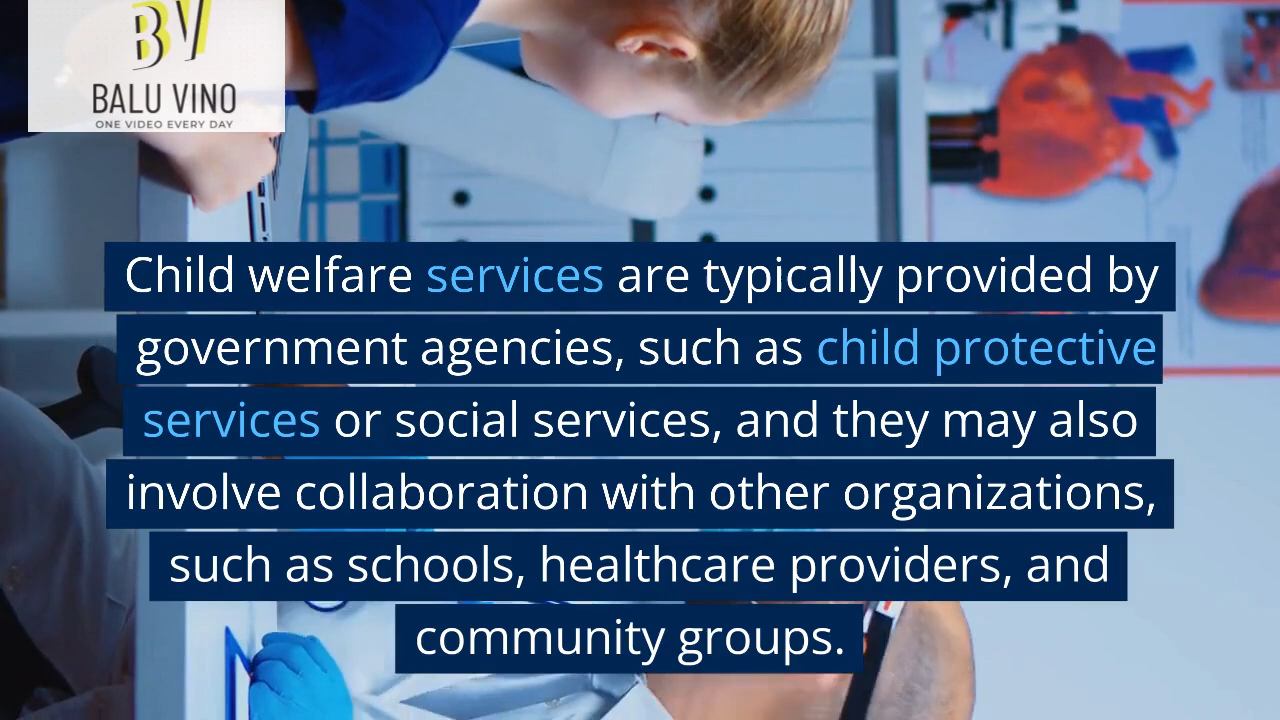 BV
BALU VINO
ONE VIDEO EVERY DAY
Child welfare services are typically provided by
government agencies, such as child protective
services or social services, and they may also
involve collaboration with other organizations,
such as schools, healthcare providers, and
community groups.